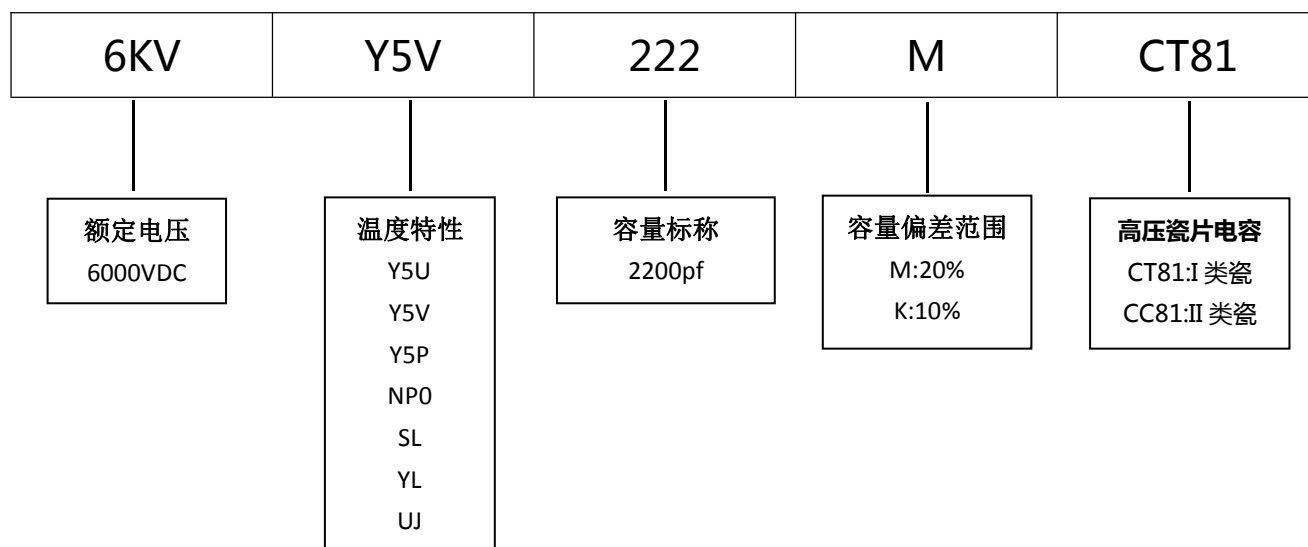 6KV Y5V 222 M CT81
额定电压
6000VDC
温度特性
Y5U
Y5V
Y5P
NP0
SL
YL
UJ
容量标称
2200pf
容量偏差范围
M:20%
K:10%
高压瓷片电容
CT81:I 类瓷
CC81:II 类瓷